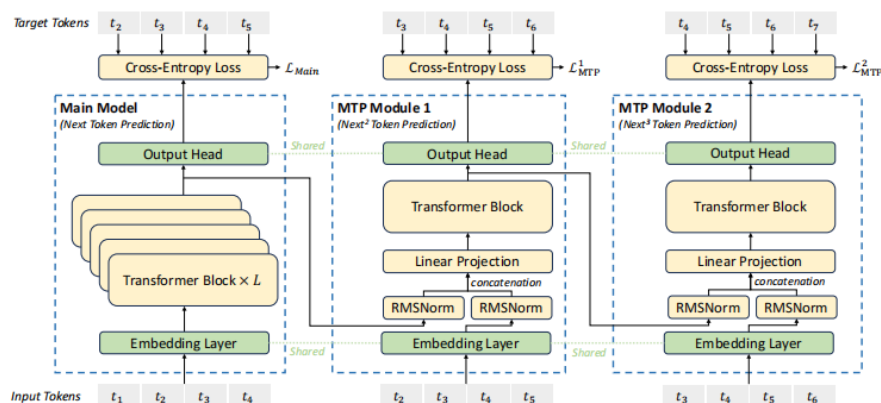 Target Tokens t₂ t₃ t₄ t₅ t₃ t₄ t₅ t₆ t₄ t₅ t₆ t₇
Cross-Entropy Loss ℒ_Main Cross-Entropy Loss ℒ¹_MTP Cross-Entropy Loss ℒ²_MTP
Main Model MTP Module 1 MTP Module 2
(Next Token Prediction) (Next² Token Prediction) (Next³ Token Prediction)
Output Head Shared Output Head Shared Output Head
Transformer Block Transformer Block
Transformer Block × L Linear Projection Linear Projection
concatenation concatenation
RMSNorm RMSNorm RMSNorm RMSNorm
Embedding Layer Shared Embedding Layer Shared Embedding Layer
Input Tokens t₁ t₂ t₃ t₄ t₂ t₃ t₄ t₅ t₃ t₄ t₅ t₆